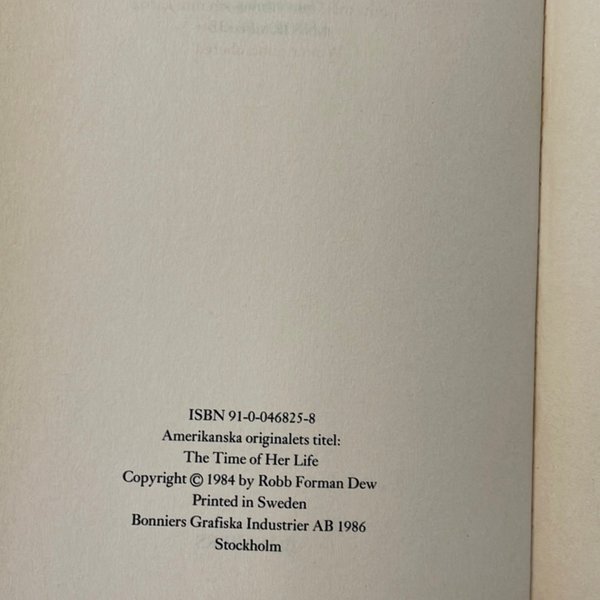 ISBN 91-0-046825-8
Amerikanska originalets titel:
The Time of Her Life
Copyright © 1984 by Robb Forman Dew
Printed in Sweden
Bonniers Grafiska Industrier AB 1986
Stockholm